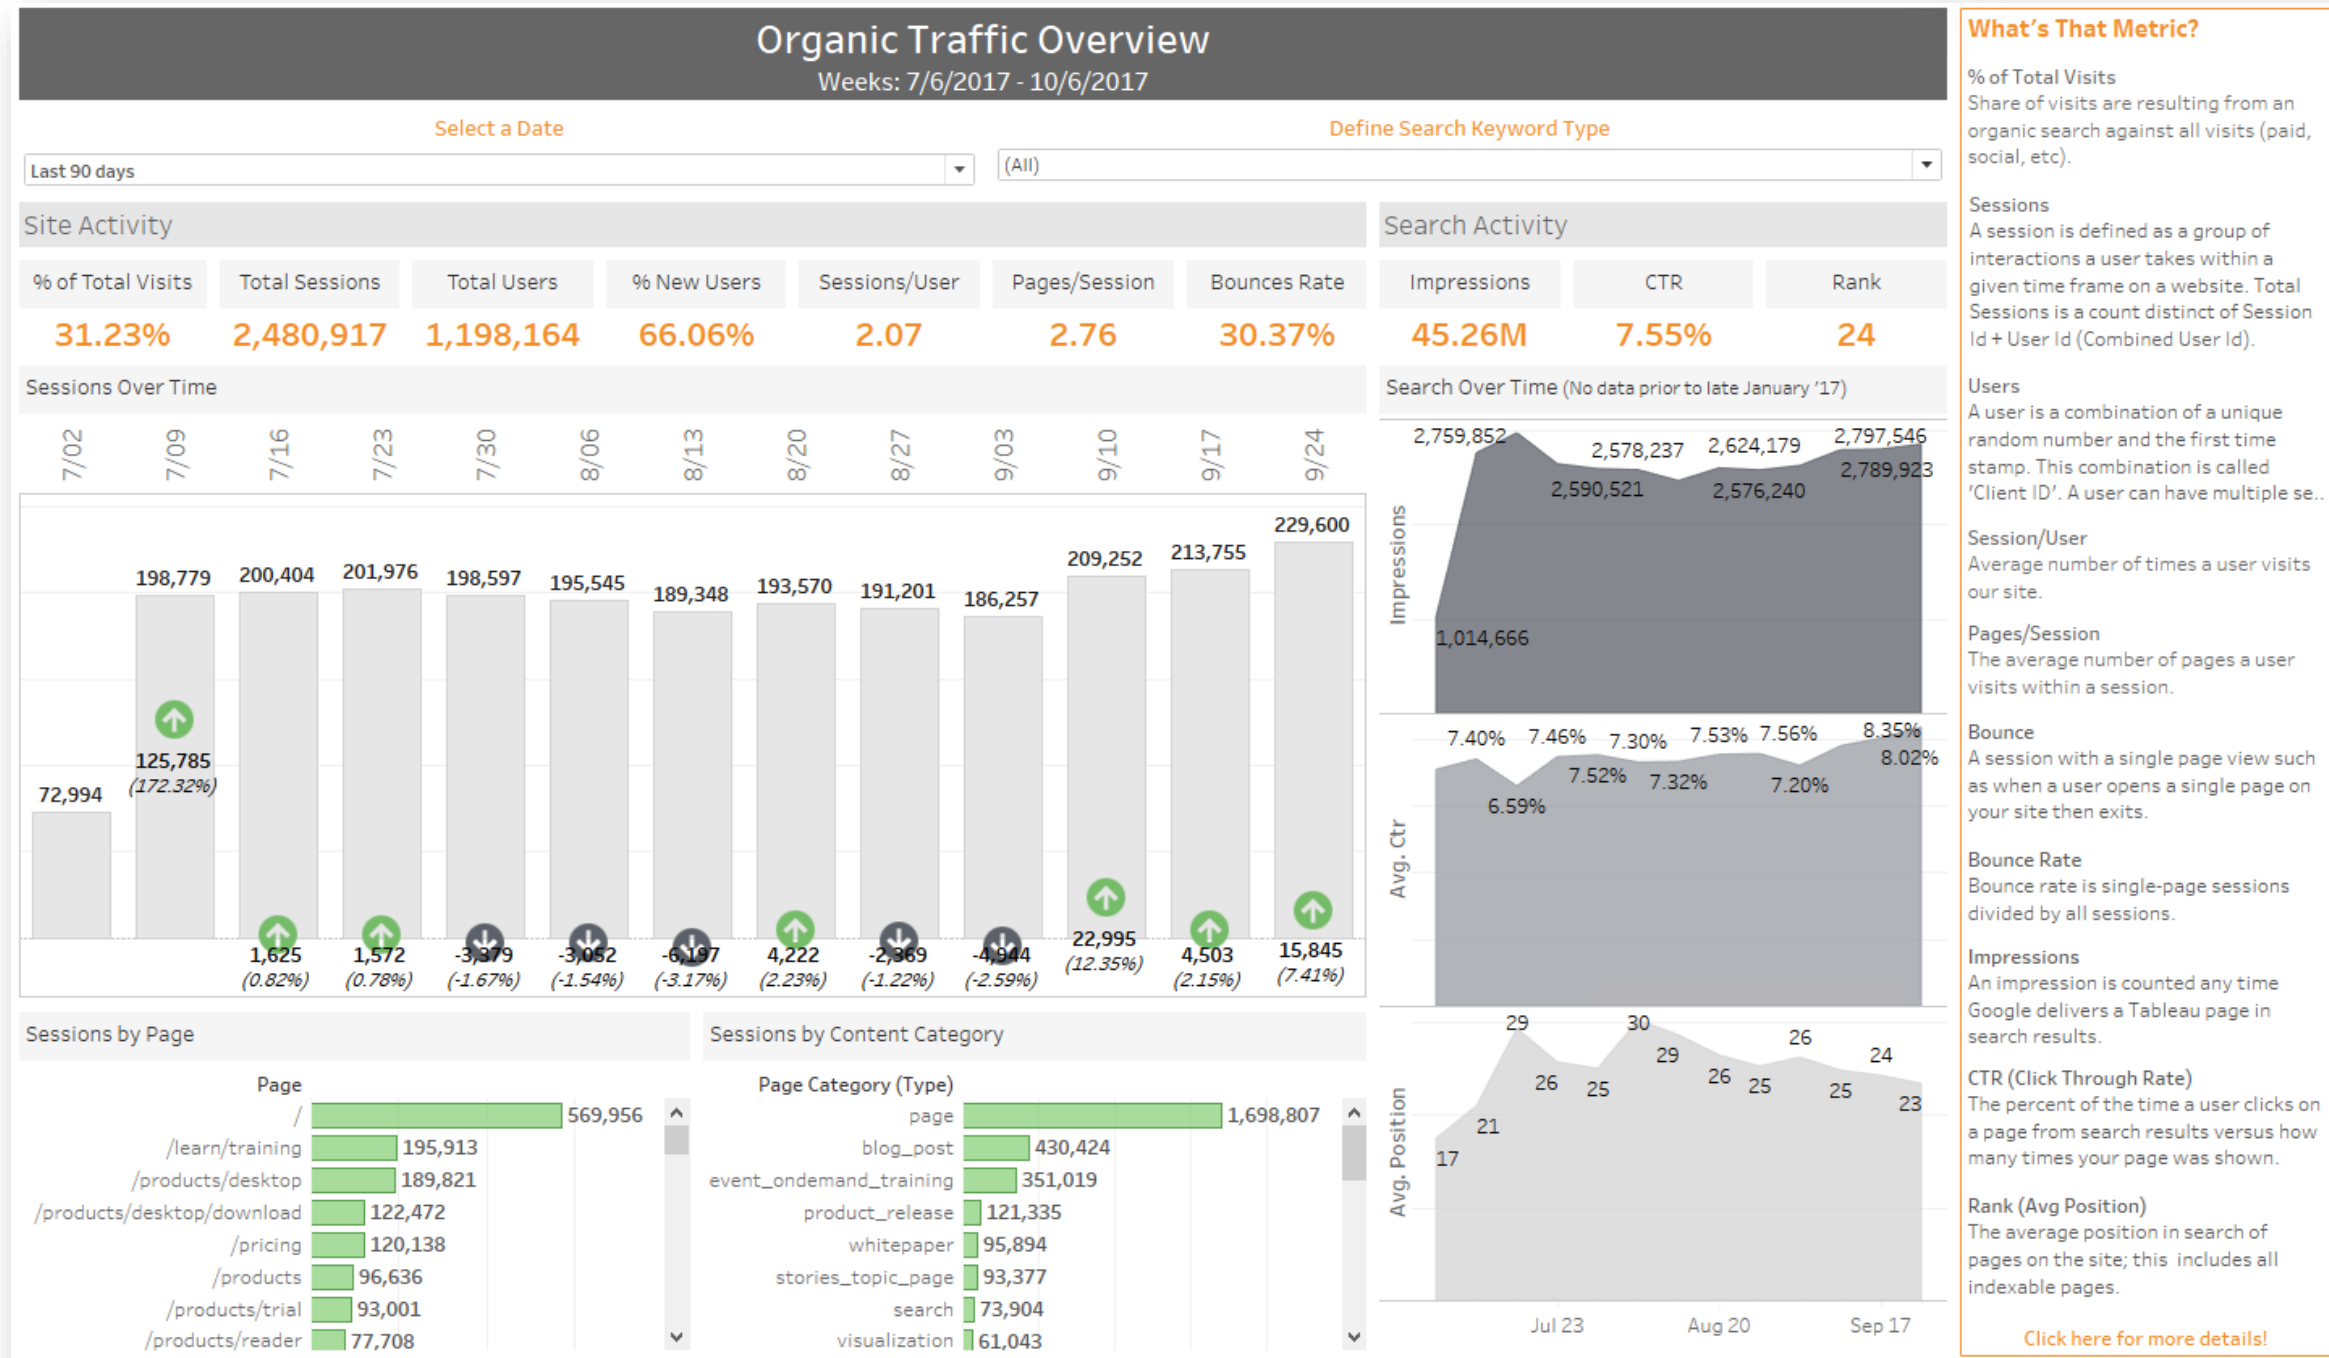 Organic Traffic Overview
Weeks: 7/6/2017 - 10/6/2017
Select a Date
Define Search Keyword Type
Last 90 days
(All)
Site Activity
% of Total Visits
Total Sessions
Total Users
% New Users
Sessions/User
Pages/Session
Bounces Rate
31.23%
2,480,917
1,198,164
66.06%
2.07
2.76
30.37%
Search Activity
Impressions
CTR
Rank
45.26M
7.55%
24
Sessions Over Time
7/02
7/09
7/16
7/23
7/30
8/06
8/13
8/20
8/27
9/03
9/10
9/17
9/24
72,994
198,779
200,404
201,976
198,597
195,545
189,348
193,570
191,201
186,257
209,252
213,755
229,600
125,785
(172.32%)
1,625
(0.82%)
1,572
(0.78%)
-3,379
(-1.67%)
-3,052
(-1.54%)
-6,197
(-3.17%)
4,222
(2.23%)
-2,369
(-1.22%)
-4,944
(-2.59%)
22,995
(12.35%)
4,503
(2.15%)
15,845
(7.41%)
Search Over Time (No data prior to late January '17)
Impressions
2,759,852
2,578,237
2,624,179
2,797,546
2,590,521
2,576,240
2,789,923
1,014,666
Avg. Ctr
7.40%
7.46%
7.30%
7.53%
7.56%
8.35%
6.59%
7.52%
7.32%
7.20%
8.02%
Avg. Position
29
30
26
24
26
25
29
26
25
25
23
21
17
Jul 23
Aug 20
Sep 17
Sessions by Page
Page
/
569,956
/learn/training
195,913
/products/desktop
189,821
/products/desktop/download
122,472
/pricing
120,138
/products
96,636
/products/trial
93,001
/products/reader
77,708
Sessions by Content Category
Page Category (Type)
page
1,698,807
blog_post
430,424
event_ondemand_training
351,019
product_release
121,335
whitepaper
95,894
stories_topic_page
93,377
search
73,904
visualization
61,043
What's That Metric?
% of Total Visits
Share of visits are resulting from an
organic search against all visits (paid,
social, etc).
Sessions
A session is defined as a group of
interactions a user takes within a
given time frame on a website. Total
Sessions is a count distinct of Session
Id + User Id (Combined User Id).
Users
A user is a combination of a unique
random number and the first time
stamp. This combination is called
'Client ID'. A user can have multiple se..
Session/User
Average number of times a user visits
our site.
Pages/Session
The average number of pages a user
visits within a session.
Bounce
A session with a single page view such
as when a user opens a single page on
your site then exits.
Bounce Rate
Bounce rate is single-page sessions
divided by all sessions.
Impressions
An impression is counted any time
Google delivers a Tableau page in
search results.
CTR (Click Through Rate)
The percent of the time a user clicks on
a page from search results versus how
many times your page was shown.
Rank (Avg Position)
The average position in search of
pages on the site; this includes all
indexable pages.
Click here for more details!